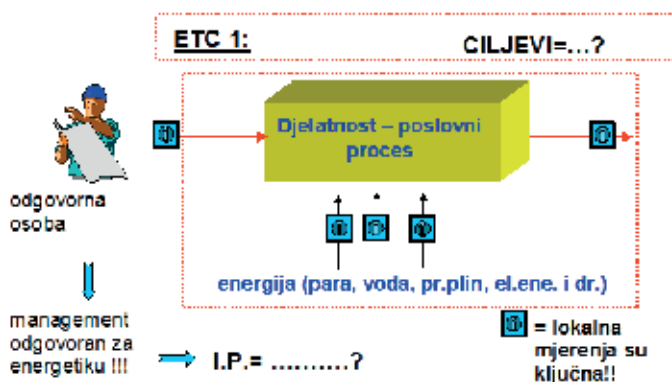 ETC 1:
CILJEVI=...?
Djelatnost – poslovni
proces
odgovorna
osoba
energija (para, voda, pr.plin, el.ene. i dr.)
management
odgovoran za
energetiku !!!
I.P.= ..........?
= lokalna
mjerenja su
ključna!!